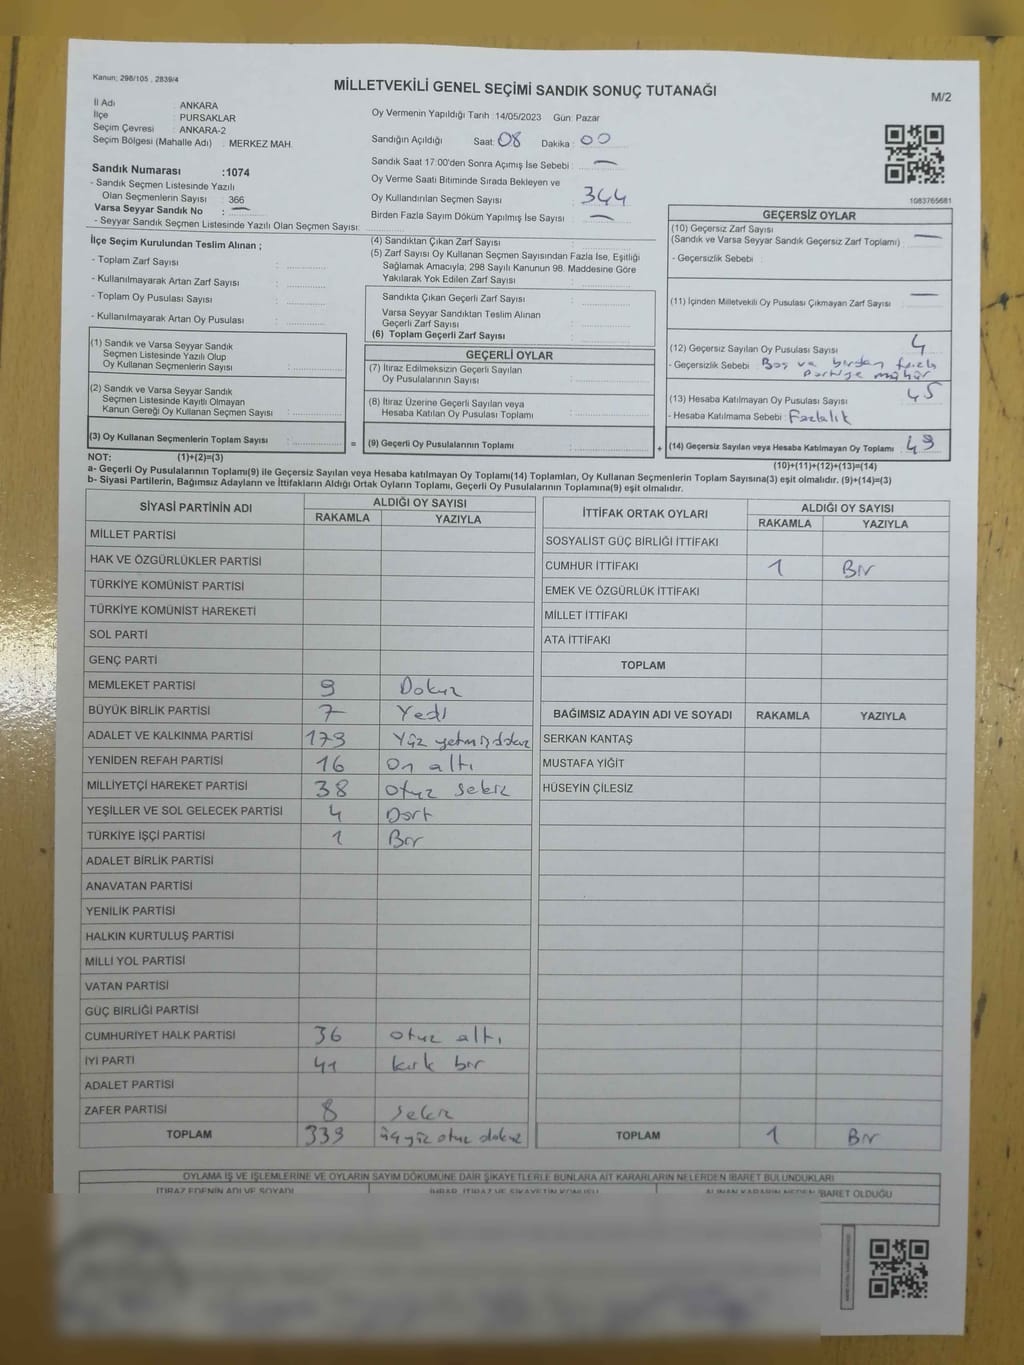 Kanun: 298/105 , 2839/4
MİLLETVEKİLİ GENEL SEÇİMİ SANDIK SONUÇ TUTANAĞI
M/2
İl Adı : ANKARA
İlçe : PURSAKLAR
Seçim Çevresi : ANKARA-2
Seçim Bölgesi (Mahalle Adı) . MERKEZ MAH.
Oy Vermenin Yapıldığı Tarih :14/05/2023 Gün: Pazar
Sandığın Açıldığı Saat: 08 Dakika : 00
Sandık Saat 17:00'den Sonra Açımış İse Sebebi : —
Oy Verme Saati Bitiminde Sırada Bekleyen ve
Oy Kullandırılan Seçmen Sayısı : 344
Birden Fazla Sayım Döküm Yapılmış İse Sayısı : —
Sandık Numarası :1074
- Sandık Seçmen Listesinde Yazılı
Olan Seçmenlerin Sayısı : 366
Varsa Seyyar Sandık No : —
- Seyyar Sandık Seçmen Listesinde Yazılı Olan Seçmen Sayısı:
1083765681
İlçe Seçim Kurulundan Teslim Alınan ;
- Toplam Zarf Sayısı :
- Kullanılmayarak Artan Zarf Sayısı :
- Toplam Oy Pusulası Sayısı :
- Kullanılmayarak Artan Oy Pusulası :
(1) Sandık ve Varsa Seyyar Sandık
Seçmen Listesinde Yazılı Olup
Oy Kullanan Seçmenlerin Sayısı :
(2) Sandık ve Varsa Seyyar Sandık
Seçmen Listesinde Kayıtlı Olmayan
Kanun Gereği Oy Kullanan Seçmen Sayısı :
(3) Oy Kullanan Seçmenlerin Toplam Sayısı :
(4) Sandıktan Çıkan Zarf Sayısı :
(5) Zarf Sayısı Oy Kullanan Seçmen Sayısından Fazla İse, Eşitliği
Sağlamak Amacıyla, 298 Sayılı Kanunun 98. Maddesine Göre
Yakılarak Yok Edilen Zarf Sayısı :
Sandıkta Çıkan Geçerli Zarf Sayısı :
Varsa Seyyar Sandıktan Teslim Alınan
Geçerli Zarf Sayısı :
(6) Toplam Geçerli Zarf Sayısı :
GEÇERLİ OYLAR
(7) İtiraz Edilmeksizin Geçerli Sayılan
Oy Pusulalarının Sayısı :
(8) İtiraz Üzerine Geçerli Sayılan veya
Hesaba Katılan Oy Pusulası Toplamı :
= (9) Geçerli Oy Pusulalarının Toplamı :
GEÇERSİZ OYLAR
(10) Geçersiz Zarf Sayısı
(Sandık ve Varsa Seyyar Sandık Geçersiz Zarf Toplamı) : —
- Geçersizlik Sebebi :
(11) İçinden Milletvekili Oy Pusulası Çıkmayan Zarf Sayısı : —
(12) Geçersiz Sayılan Oy Pusulası Sayısı : 4
- Geçersizlik Sebebi : Boş ve birden fazla
Partiye mühür
(13) Hesaba Katılmayan Oy Pusulası Sayısı : 45
- Hesaba Katılmama Sebebi : Fazlalık
+ (14) Geçersiz Sayılan veya Hesaba Katılmayan Oy Toplamı : 49
NOT: (1)+(2)=(3)
(10)+(11)+(12)+(13)=(14)
a- Geçerli Oy Pusulalarının Toplamı(9) ile Geçersiz Sayılan veya Hesaba katılmayan Oy Toplamı(14) Toplamları, Oy Kullanan Seçmenlerin Toplam Sayısına(3) eşit olmalıdır. (9)+(14)=(3)
b- Siyasi Partilerin, Bağımsız Adayların ve İttifakların Aldığı Ortak Oyların Toplamı, Geçerli Oy Pusulalarının Toplamına(9) eşit olmalıdır.
SİYASİ PARTİNİN ADI ALDIĞI OY SAYISI
RAKAMLA YAZIYLA
MİLLET PARTİSİ
HAK VE ÖZGÜRLÜKLER PARTİSİ
TÜRKİYE KOMÜNİST PARTİSİ
TÜRKİYE KOMÜNİST HAREKETİ
SOL PARTİ
GENÇ PARTİ
MEMLEKET PARTİSİ 9 Dokuz
BÜYÜK BİRLİK PARTİSİ 7 Yedi
ADALET VE KALKINMA PARTİSİ 179 Yüz yetmiş dokuz
YENİDEN REFAH PARTİSİ 16 On altı
MİLLİYETÇİ HAREKET PARTİSİ 38 otuz sekiz
YEŞİLLER VE SOL GELECEK PARTİSİ 4 Dört
TÜRKİYE İŞÇİ PARTİSİ 1 Bir
ADALET BİRLİK PARTİSİ
ANAVATAN PARTİSİ
YENİLİK PARTİSİ
HALKIN KURTULUŞ PARTİSİ
MİLLİ YOL PARTİSİ
VATAN PARTİSİ
GÜÇ BİRLİĞİ PARTİSİ
CUMHURİYET HALK PARTİSİ 36 otuz altı
İYİ PARTİ 41 kırk bir
ADALET PARTİSİ
ZAFER PARTİSİ 8 sekiz
TOPLAM 339 üçyüz otuz dokuz
İTTİFAK ORTAK OYLARI ALDIĞI OY SAYISI
RAKAMLA YAZIYLA
SOSYALIST GÜÇ BİRLİĞİ İTTİFAKI
CUMHUR İTTİFAKI 1 Bir
EMEK VE ÖZGÜRLÜK İTTİFAKI
MİLLET İTTİFAKI
ATA İTTİFAKI
TOPLAM
BAĞIMSIZ ADAYIN ADI VE SOYADI RAKAMLA YAZIYLA
SERKAN KANTAŞ
MUSTAFA YİĞİT
HÜSEYİN ÇİLESİZ
TOPLAM 1 Bir
OYLAMA İŞ VE İŞLEMLERİNE VE OYLARIN SAYIM DÖKÜMÜNE DAİR ŞİKAYETLERLE BUNLARA AİT KARARLARIN NELERDEN İBARET BULUNDUKLARI
İTİRAZ EDENİN ADI VE SOYADI
İHBAR, İTİRAZ VE ŞİKAYETİN KONUSU
ALINAN KARARIN NEDEN İBARET OLDUĞU